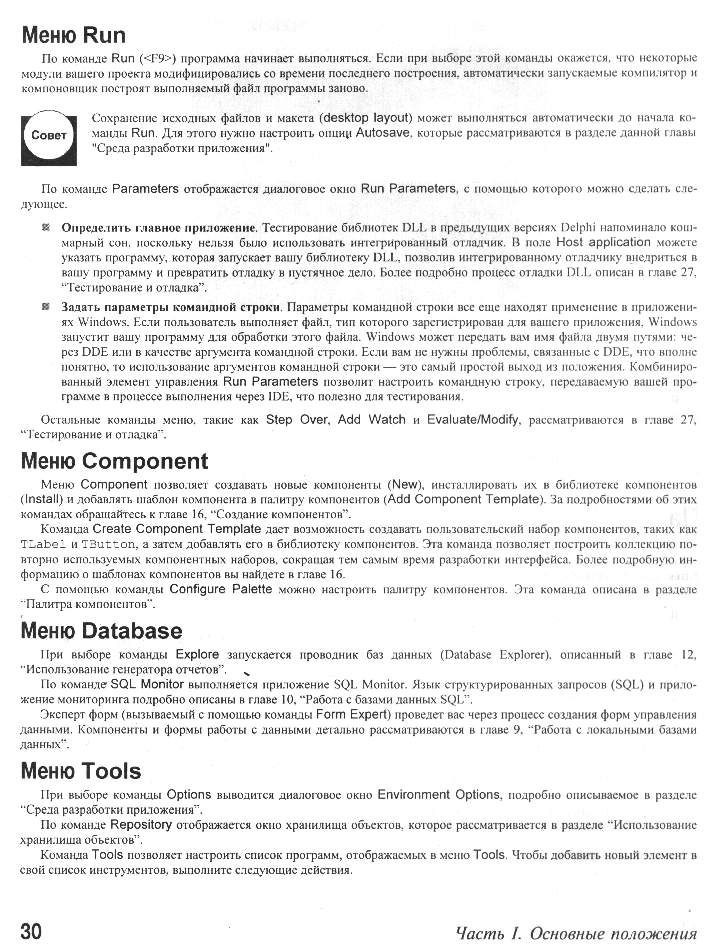 Меню Run
По команде Run (<F9>) программа начинает выполняться. Если при выборе этой команды окажется, что некоторые
модули вашего проекта модифицировались со времени последнего построения, автоматически запускаемые компилятор и
компоновщик построят выполняемый файл программы заново.
Совет
Сохранение исходных файлов и макета (desktop layout) может выполняться автоматически до начала ко-
манды Run. Для этого нужно настроить опции Autosave, которые рассматриваются в разделе данной главы
"Среда разработки приложения".
По команде Parameters отображается диалоговое окно Run Parameters, с помощью которого можно сделать сле-
дующее.
Определить главное приложение. Тестирование библиотек DLL в предыдущих версиях Delphi напоминало кош-
марный сон, поскольку нельзя было использовать интегрированный отладчик. В поле Host application можете
указать программу, которая запускает вашу библиотеку DLL, позволив интегрированному отладчику внедриться в
вашу программу и превратить отладку в пустячное дело. Более подробно процесс отладки DLL описан в главе 27,
“Тестирование и отладка”.
Задать параметры командной строки. Параметры командной строки все еще находят применение в приложени-
ях Windows. Если пользователь выполняет файл, тип которого зарегистрирован для вашего приложения, Windows
запустит вашу программу для обработки этого файла. Windows может передать вам имя файла двумя путями: че-
рез DDE или в качестве аргумента командной строки. Если вам не нужны проблемы, связанные с DDE, что вполне
понятно, то использование аргументов командной строки — это самый простой выход из положения. Комбиниро-
ванный элемент управления Run Parameters позволит настроить командную строку, передаваемую вашей про-
грамме в процессе выполнения через IDE, что полезно для тестирования.
Остальные команды меню, такие как Step Over, Add Watch и Evaluate/Modify, рассматриваются в главе 27,
“Тестирование и отладка”.
Меню Component
Меню Component позволяет создавать новые компоненты (New), инсталлировать их в библиотеке компонентов
(Install) и добавлять шаблон компонента в палитру компонентов (Add Component Template). За подробностями об этих
командах обращайтесь к главе 16, “Создание компонентов”.
Команда Create Component Template дает возможность создавать пользовательский набор компонентов, таких как
TLabel и TButton, а затем добавлять его в библиотеку компонентов. Эта команда позволяет построить коллекцию по-
вторно используемых компонентных наборов, сокращая тем самым время разработки интерфейса. Более подробную ин-
формацию о шаблонах компонентов вы найдете в главе 16.
С помощью команды Configure Palette можно настроить палитру компонентов. Эта команда описана в разделе
“Палитра компонентов”.
Меню Database
При выборе команды Explore запускается проводник баз данных (Database Explorer), описанный в главе 12,
“Использование генератора отчетов”.
По команде SQL Monitor выполняется приложение SQL Monitor. Язык структурированных запросов (SQL) и прило-
жение мониторинга подробно описаны в главе 10, “Работа с базами данных SQL”.
Эксперт форм (вызываемый с помощью команды Form Expert) проведет вас через процесс создания форм управления
данными. Компоненты и формы работы с данными детально рассматриваются в главе 9, “Работа с локальными базами
данных”.
Меню Tools
При выборе команды Options выводится диалоговое окно Environment Options, подробно описываемое в разделе
“Среда разработки приложения”.
По команде Repository отображается окно хранилища объектов, которое рассматривается в разделе “Использование
хранилища объектов”.
Команда Tools позволяет настроить список программ, отображаемых в меню Tools. Чтобы добавить новый элемент в
свой список инструментов, выполните следующие действия.
30
Часть I. Основные положения